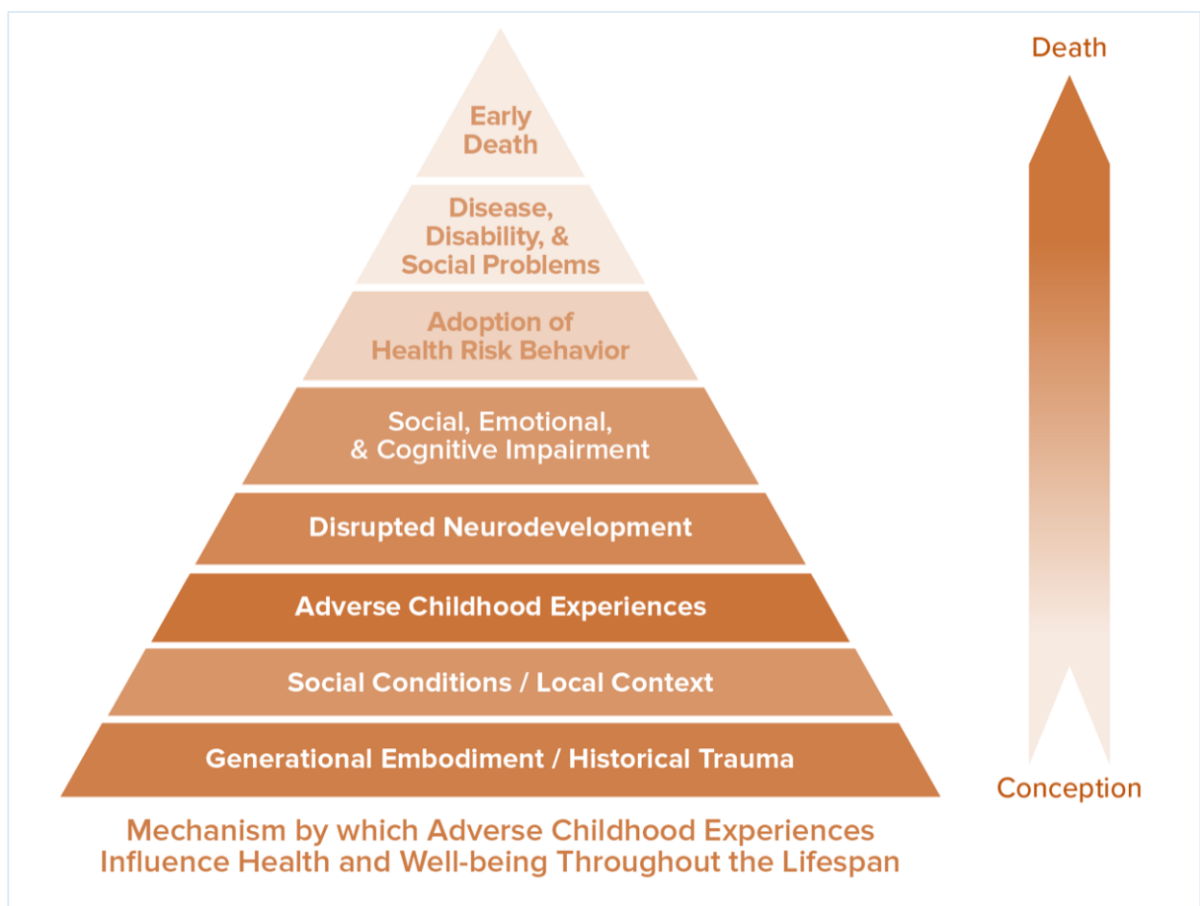 Death
Early
Death
Disease,
Disability, &
Social Problems
Adoption of
Health Risk Behavior
Social, Emotional,
& Cognitive Impairment
Disrupted Neurodevelopment
Adverse Childhood Experiences
Social Conditions / Local Context
Generational Embodiment / Historical Trauma
Conception
Mechanism by which Adverse Childhood Experiences
Influence Health and Well-being Throughout the Lifespan